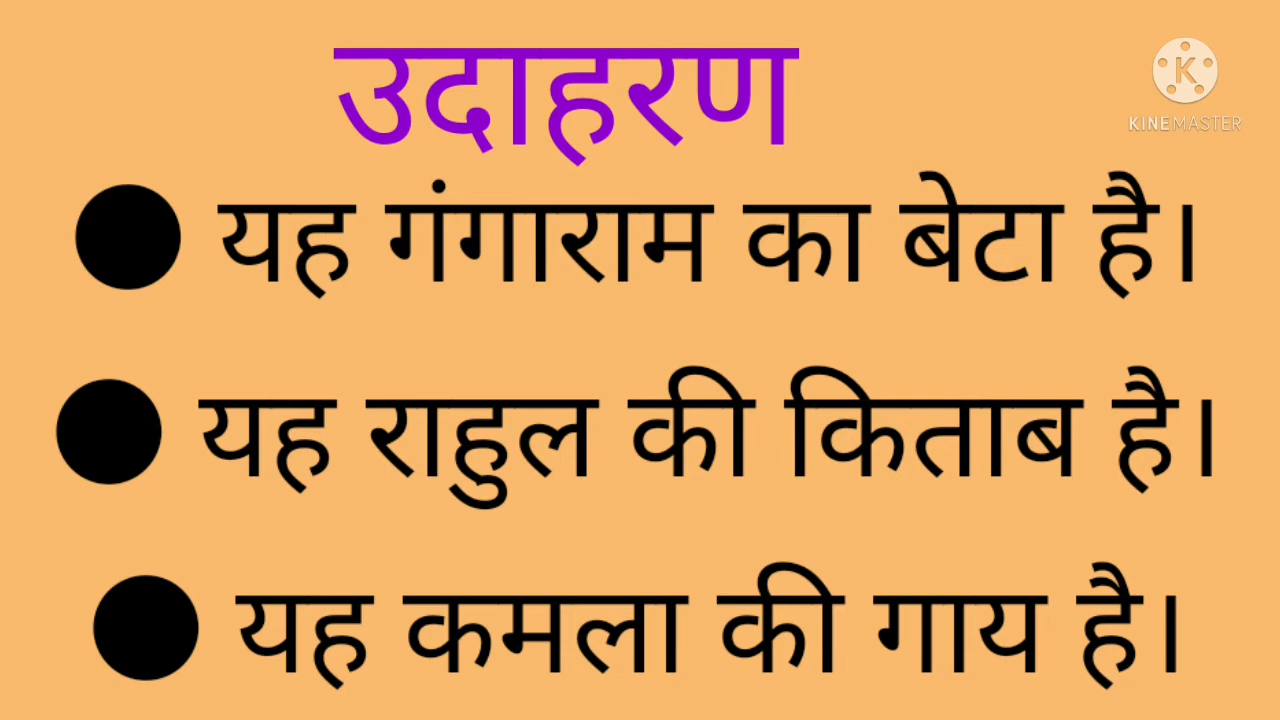 उदाहरण
KINEMASTER
● यह गंगाराम का बेटा है।
● यह राहुल की किताब है।
● यह कमला की गाय है।